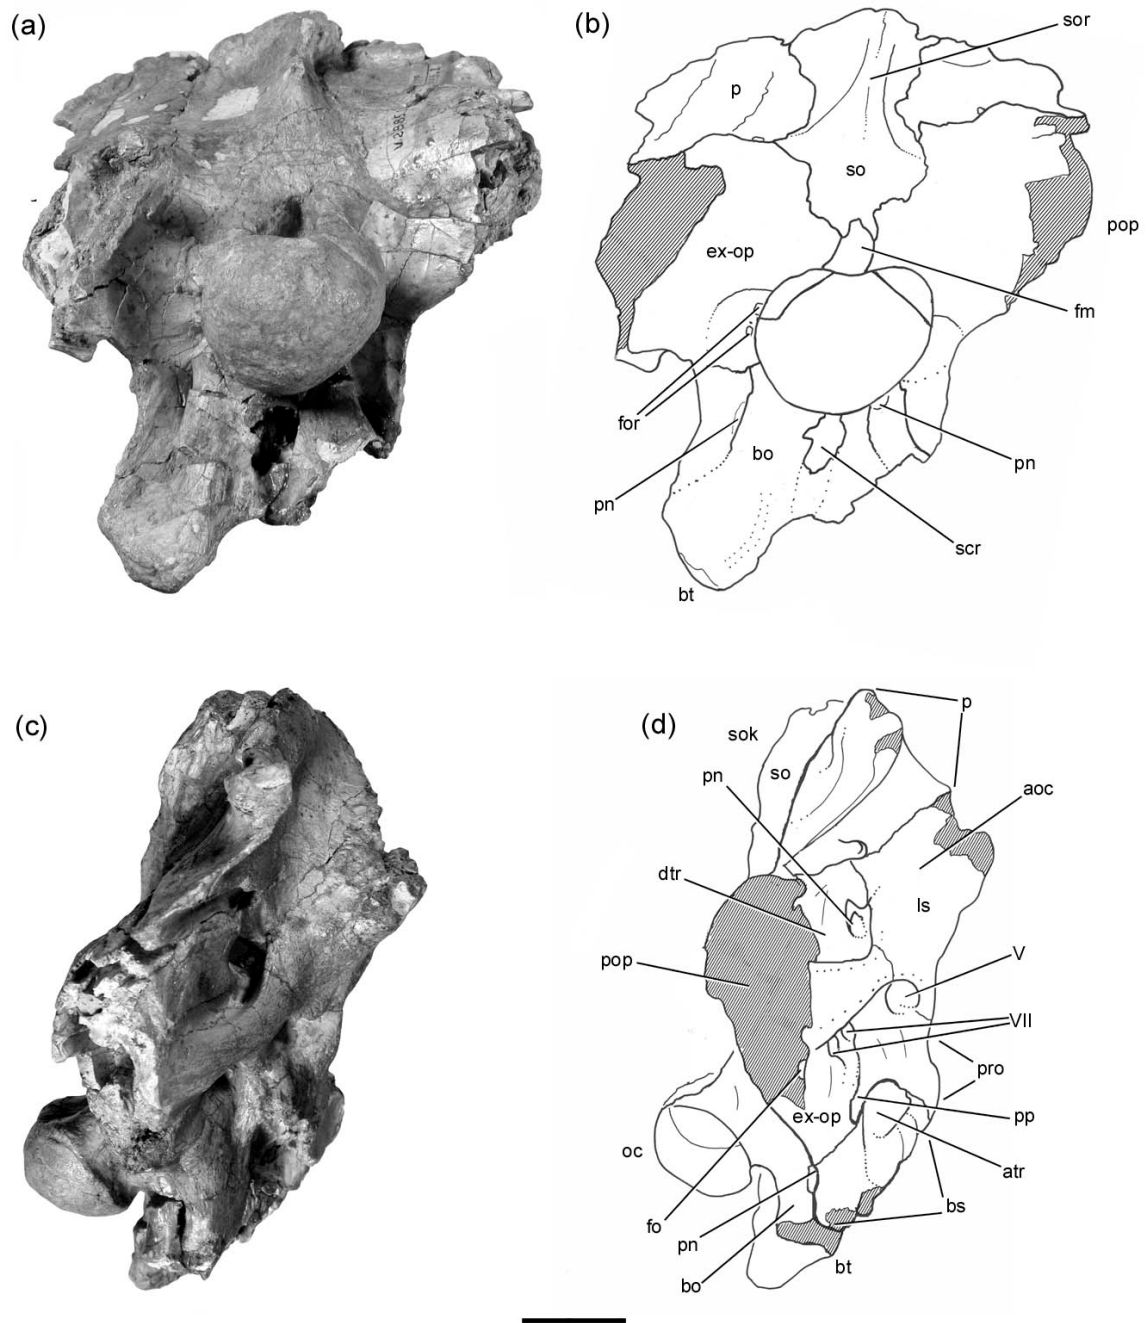 (a)
(b)
sor
p
so
pop
ex-op
fm
for
bo
pn
pn
scr
bt
(c)
(d)
p
sok
so
pn
aoc
dtr
ls
V
pop
VII
pro
ex-op
pp
oc
atr
bs
fo
pn
bt
bo